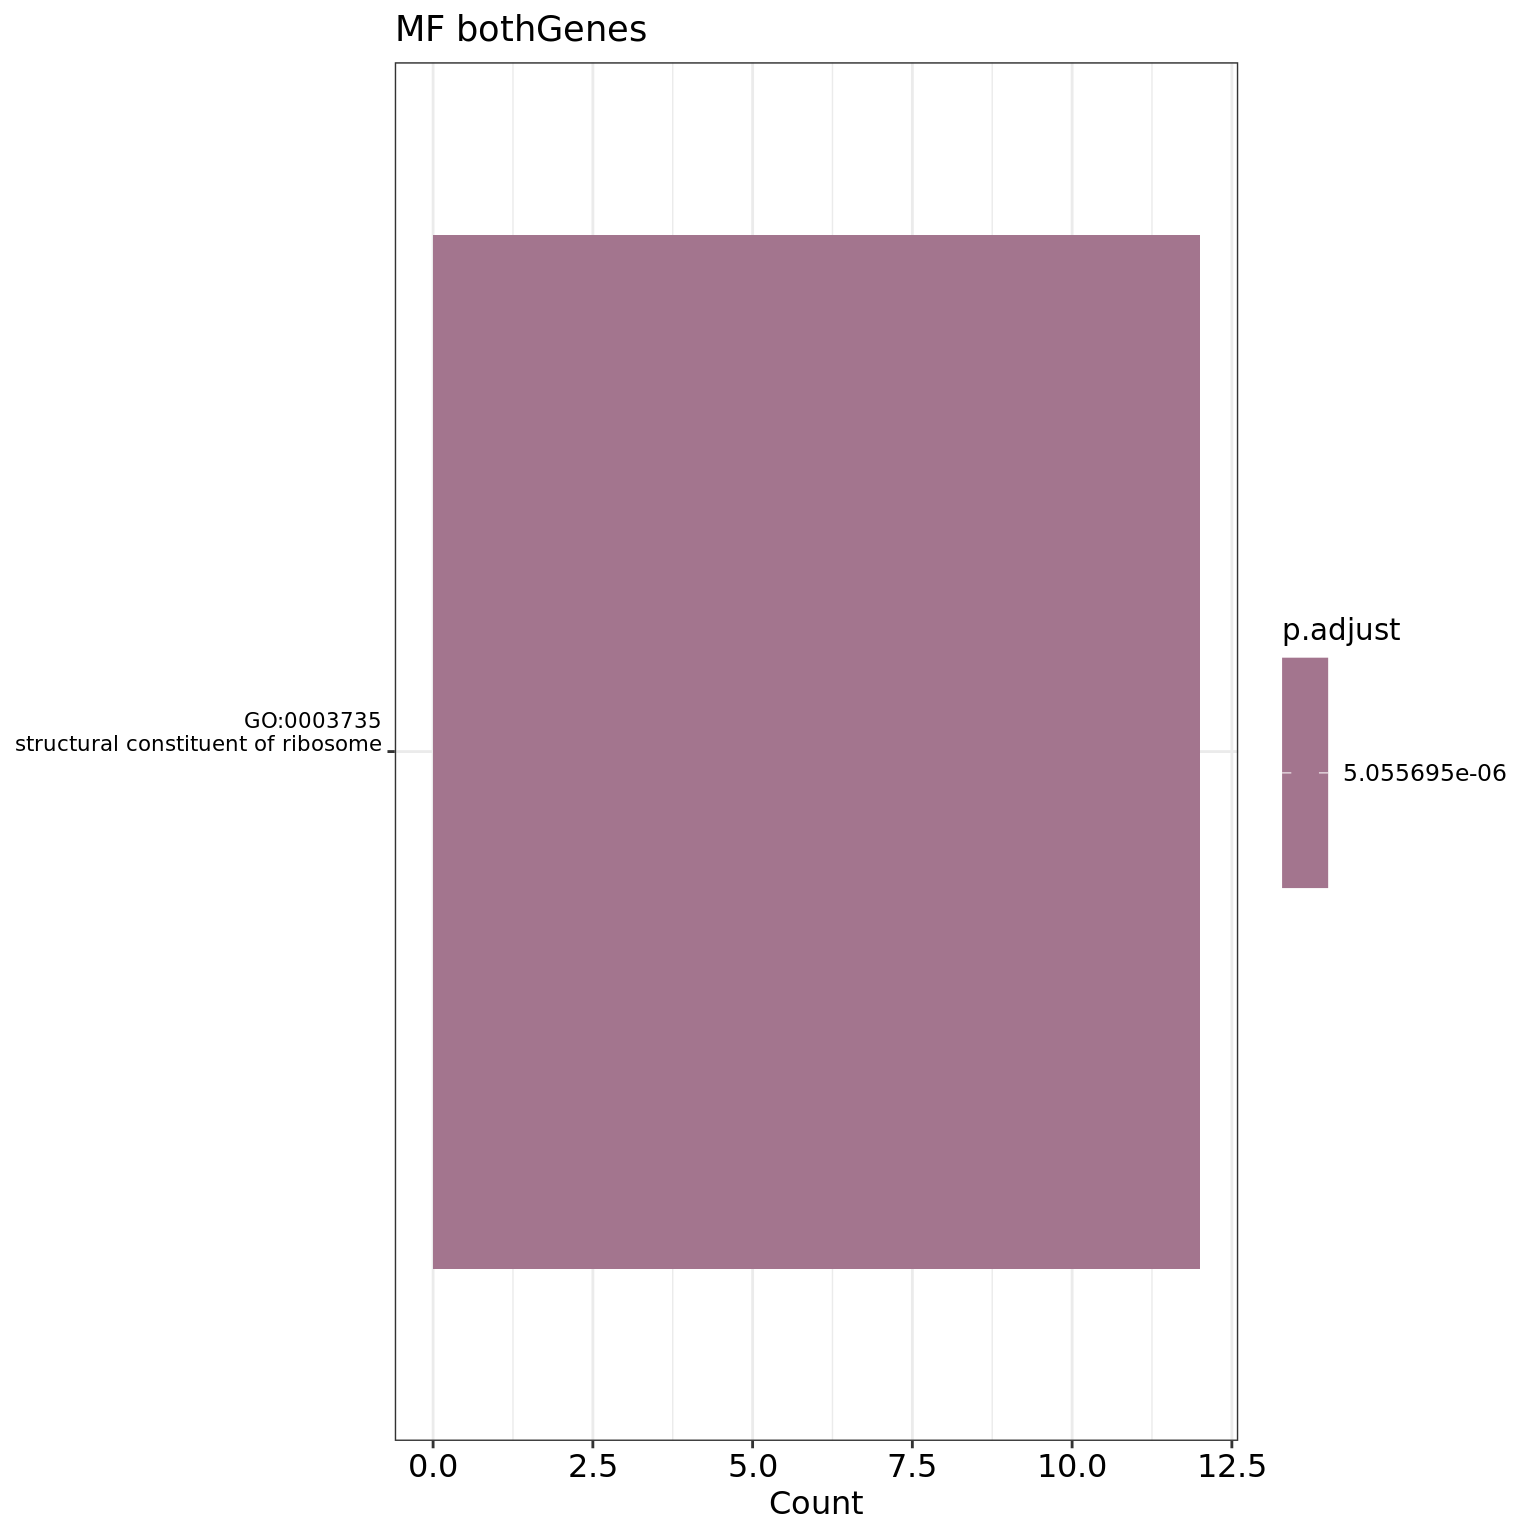 MF bothGenes
GO:0003735
structural constituent of ribosome
p.adjust
5.055695e-06
0.0
2.5
5.0
7.5
10.0
12.5
Count